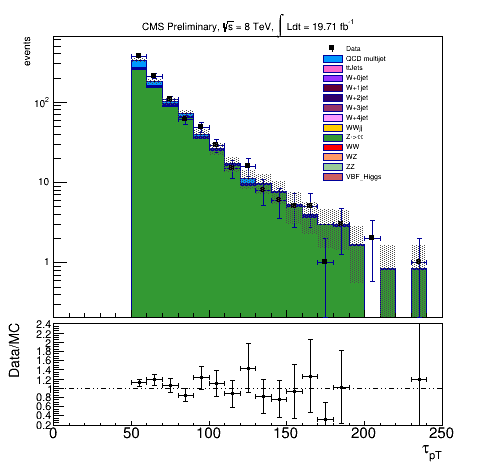 CMS Preliminary, √s = 8 TeV, ∫ Ldt = 19.71 fb⁻¹
events
Data
QCD multijet
ttJets
W+0jet
W+1jet
W+2jet
W+3jet
W+4jet
WWjj
Z->ττ
WW
WZ
ZZ
VBF_Higgs
10²
10
1
Data/MC
2.4
2.2
2
1.8
1.6
1.4
1.2
1
0.8
0.6
0.4
0.2
0 50 100 150 200 250
τpT